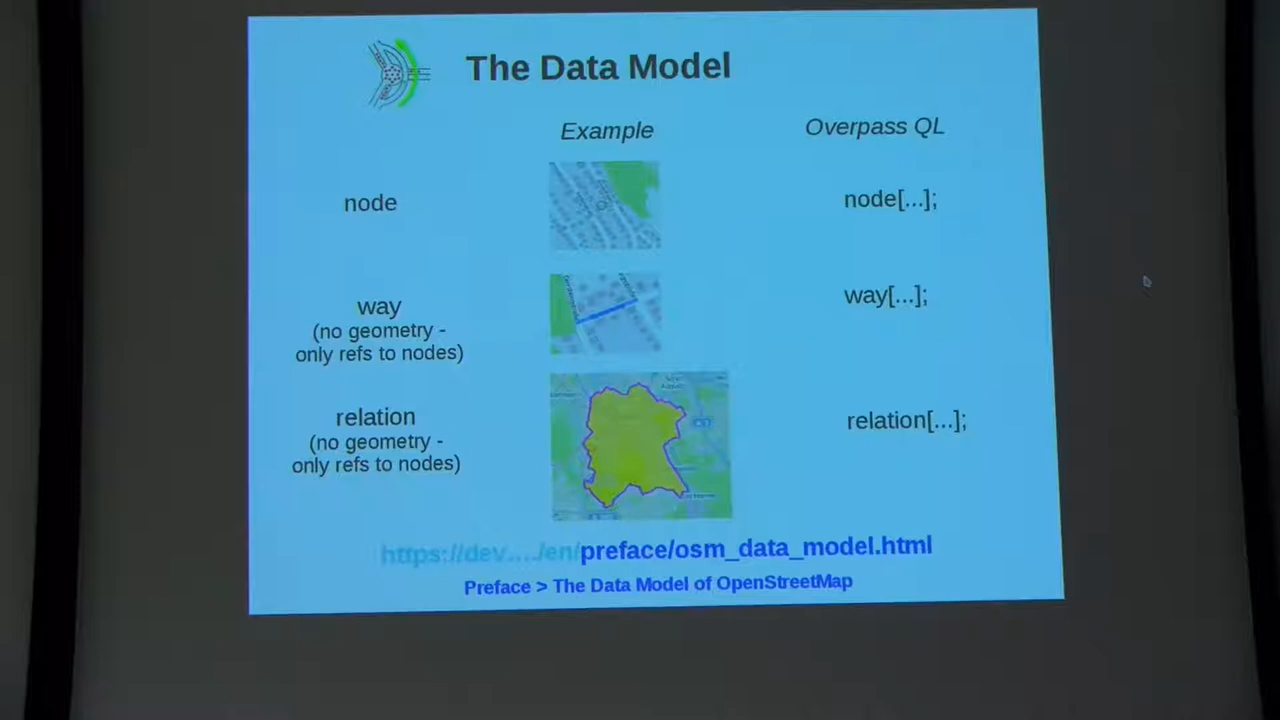 The Data Model
Example
Overpass QL
node
node[...];
way
(no geometry -
only refs to nodes)
way[...];
relation
(no geometry -
only refs to nodes)
relation[...];
https://dev..../en/preface/osm_data_model.html
Preface > The Data Model of OpenStreetMap